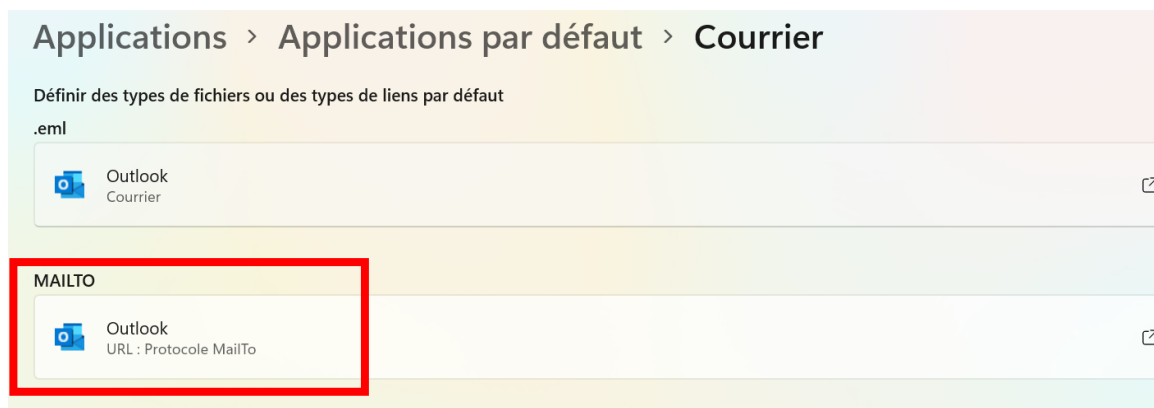 Applications > Applications par défaut > Courrier
Définir des types de fichiers ou des types de liens par défaut
.eml
Outlook
Courrier
MAILTO
Outlook
URL : Protocole MailTo